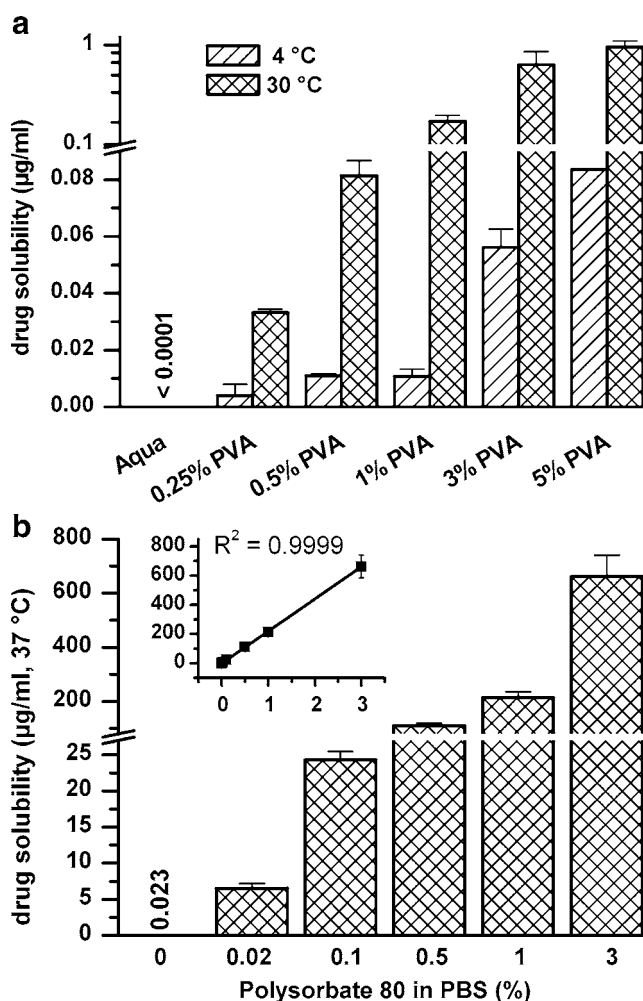 a
4 °C
30 °C
drug solubility (µg/ml)
1
0.1
0.08
0.06
0.04
0.02
0.00
< 0.0001
Aqua
0.25% PVA
0.5% PVA
1% PVA
3% PVA
5% PVA
b
drug solubility (µg/ml, 37 °C)
800
600
400
200
25
20
15
10
5
0
R² = 0.9999
800
600
400
200
0
0 1 2 3
0.023
0 0.02 0.1 0.5 1 3
Polysorbate 80 in PBS (%)